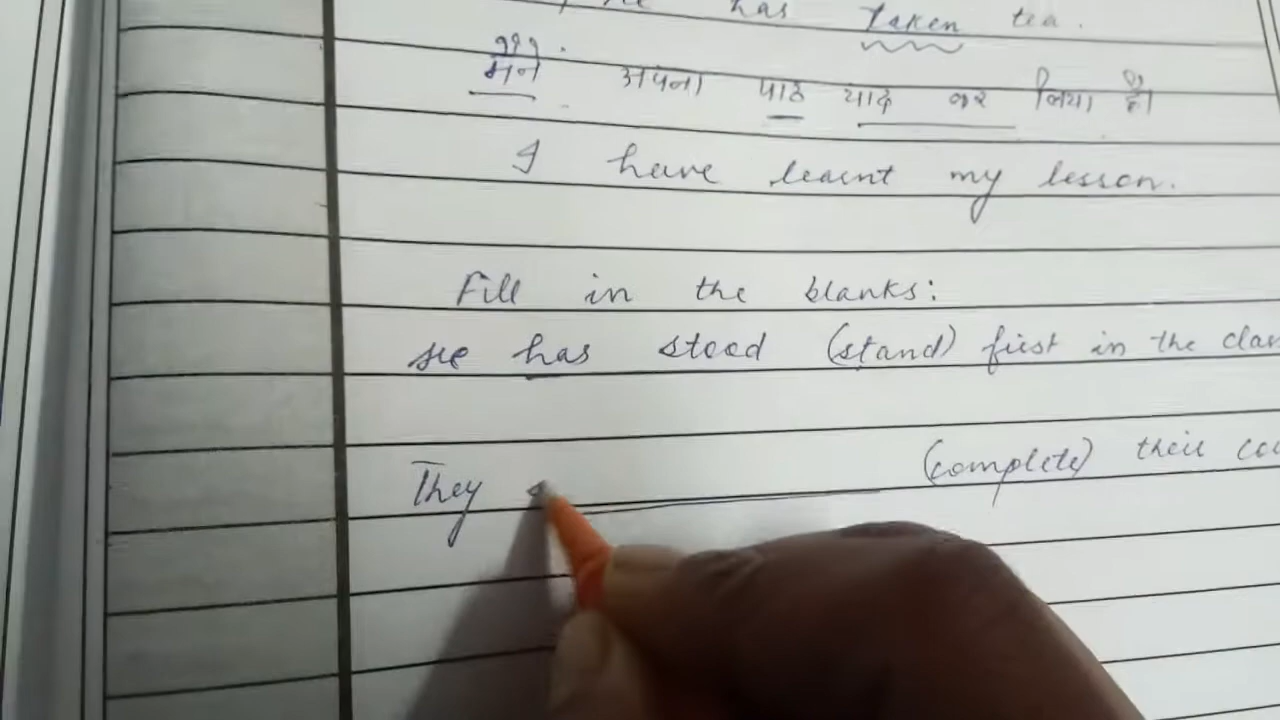 has taken tea.
मैंने अपना पाठ याद कर लिया है।
I have learnt my lesson.
Fill in the blanks:
He has stood (stand) first in the clas
They (complete) their